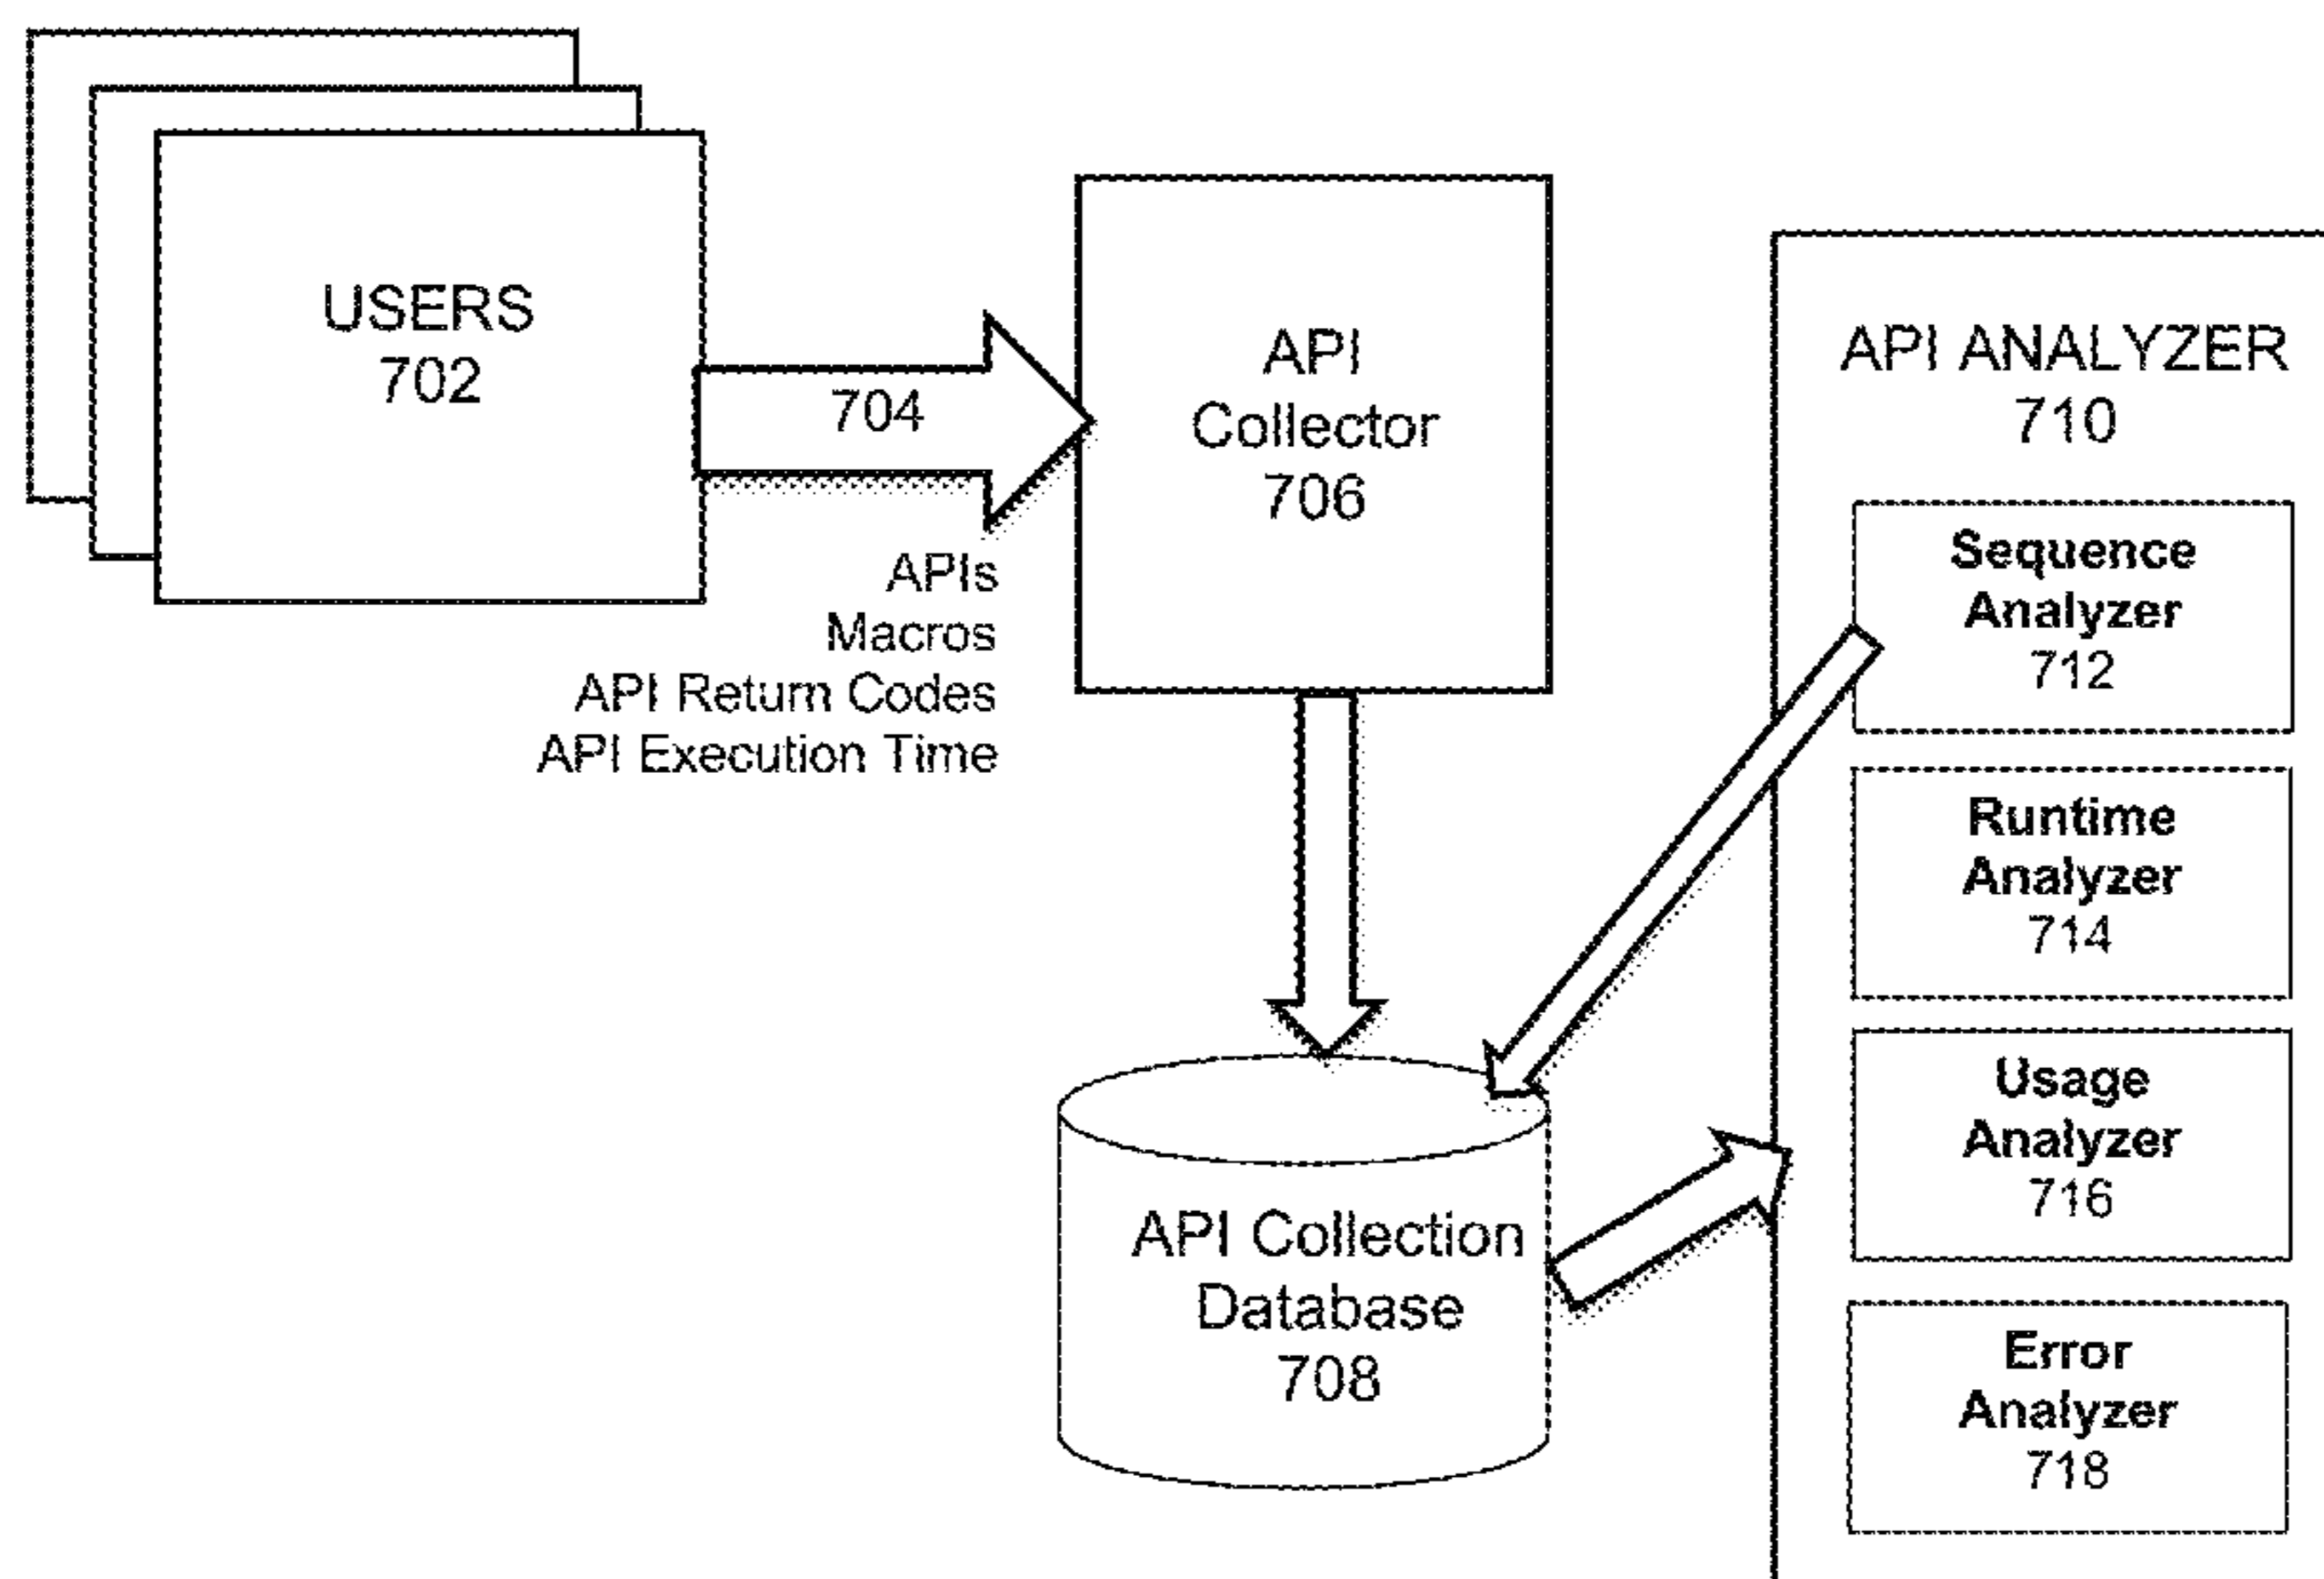 USERS
702
704
APIs
Macros
API Return Codes
API Execution Time
API
Collector
706
API Collection
Database
708
API ANALYZER
710
Sequence
Analyzer
712
Runtime
Analyzer
714
Usage
Analyzer
716
Error
Analyzer
718